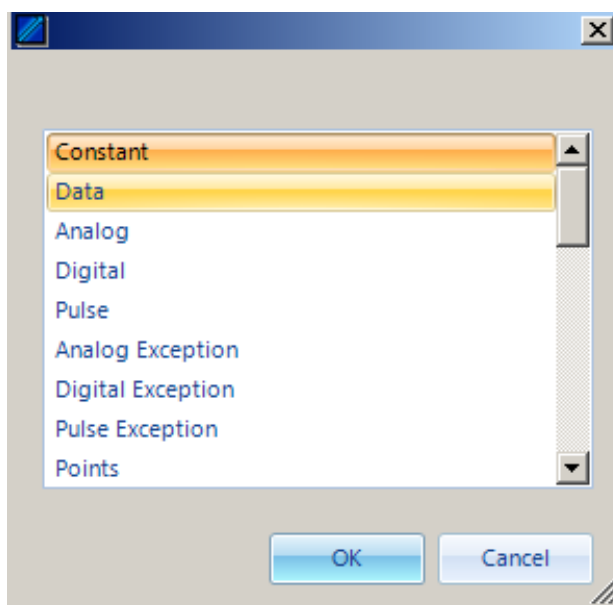 Constant
Data
Analog
Digital
Pulse
Analog Exception
Digital Exception
Pulse Exception
Points
OK
Cancel